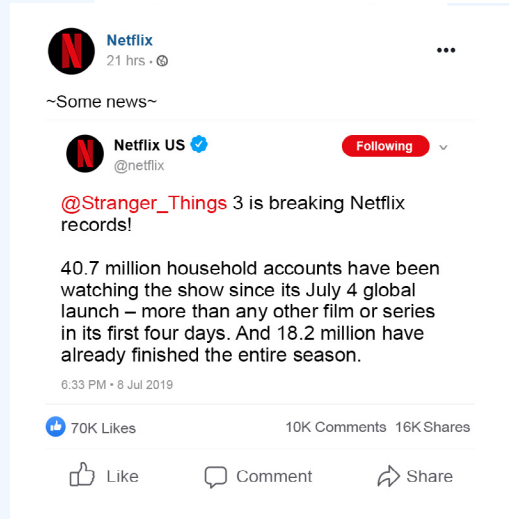 Netflix
21 hrs ·
~Some news~
Netflix US
@netflix
Following
@Stranger_Things 3 is breaking Netflix
records!
40.7 million household accounts have been
watching the show since its July 4 global
launch – more than any other film or series
in its first four days. And 18.2 million have
already finished the entire season.
6:33 PM • 8 Jul 2019
70K Likes
10K Comments 16K Shares
Like
Comment
Share